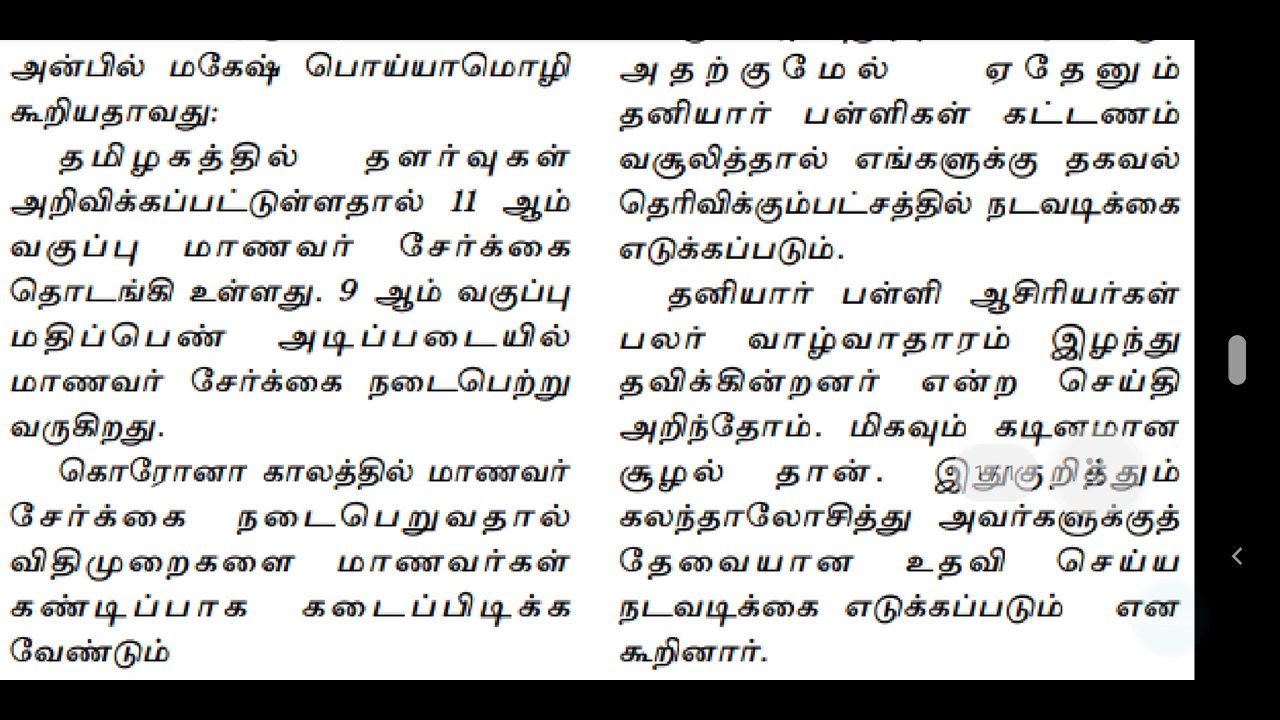 அன்பில் மகேஷ் பொய்யாமொழி
கூறியதாவது:
தமிழகத்தில் தளர்வுகள்
அறிவிக்கப்பட்டுள்ளதால் 11 ஆம்
வகுப்பு மாணவர் சேர்க்கை
தொடங்கி உள்ளது. 9 ஆம் வகுப்பு
மதிப்பெண் அடிப்படையில்
மாணவர் சேர்க்கை நடைபெற்று
வருகிறது.
கொரோனா காலத்தில் மாணவர்
சேர்க்கை நடைபெறுவதால்
விதிமுறைகளை மாணவர்கள்
கண்டிப்பாக கடைப்பிடிக்க
வேண்டும்
அதற்குமேல் ஏதேனும்
தனியார் பள்ளிகள் கட்டணம்
வசூலித்தால் எங்களுக்கு தகவல்
தெரிவிக்கும்பட்சத்தில் நடவடிக்கை
எடுக்கப்படும்.
தனியார் பள்ளி ஆசிரியர்கள்
பலர் வாழ்வாதாரம் இழந்து
தவிக்கின்றனர் என்ற செய்தி
அறிந்தோம். மிகவும் கடினமான
சூழல் தான். இதுகுறித்தும்
கலந்தாலோசித்து அவர்களுக்குத்
தேவையான உதவி செய்ய
நடவடிக்கை எடுக்கப்படும் என
கூறினார்.